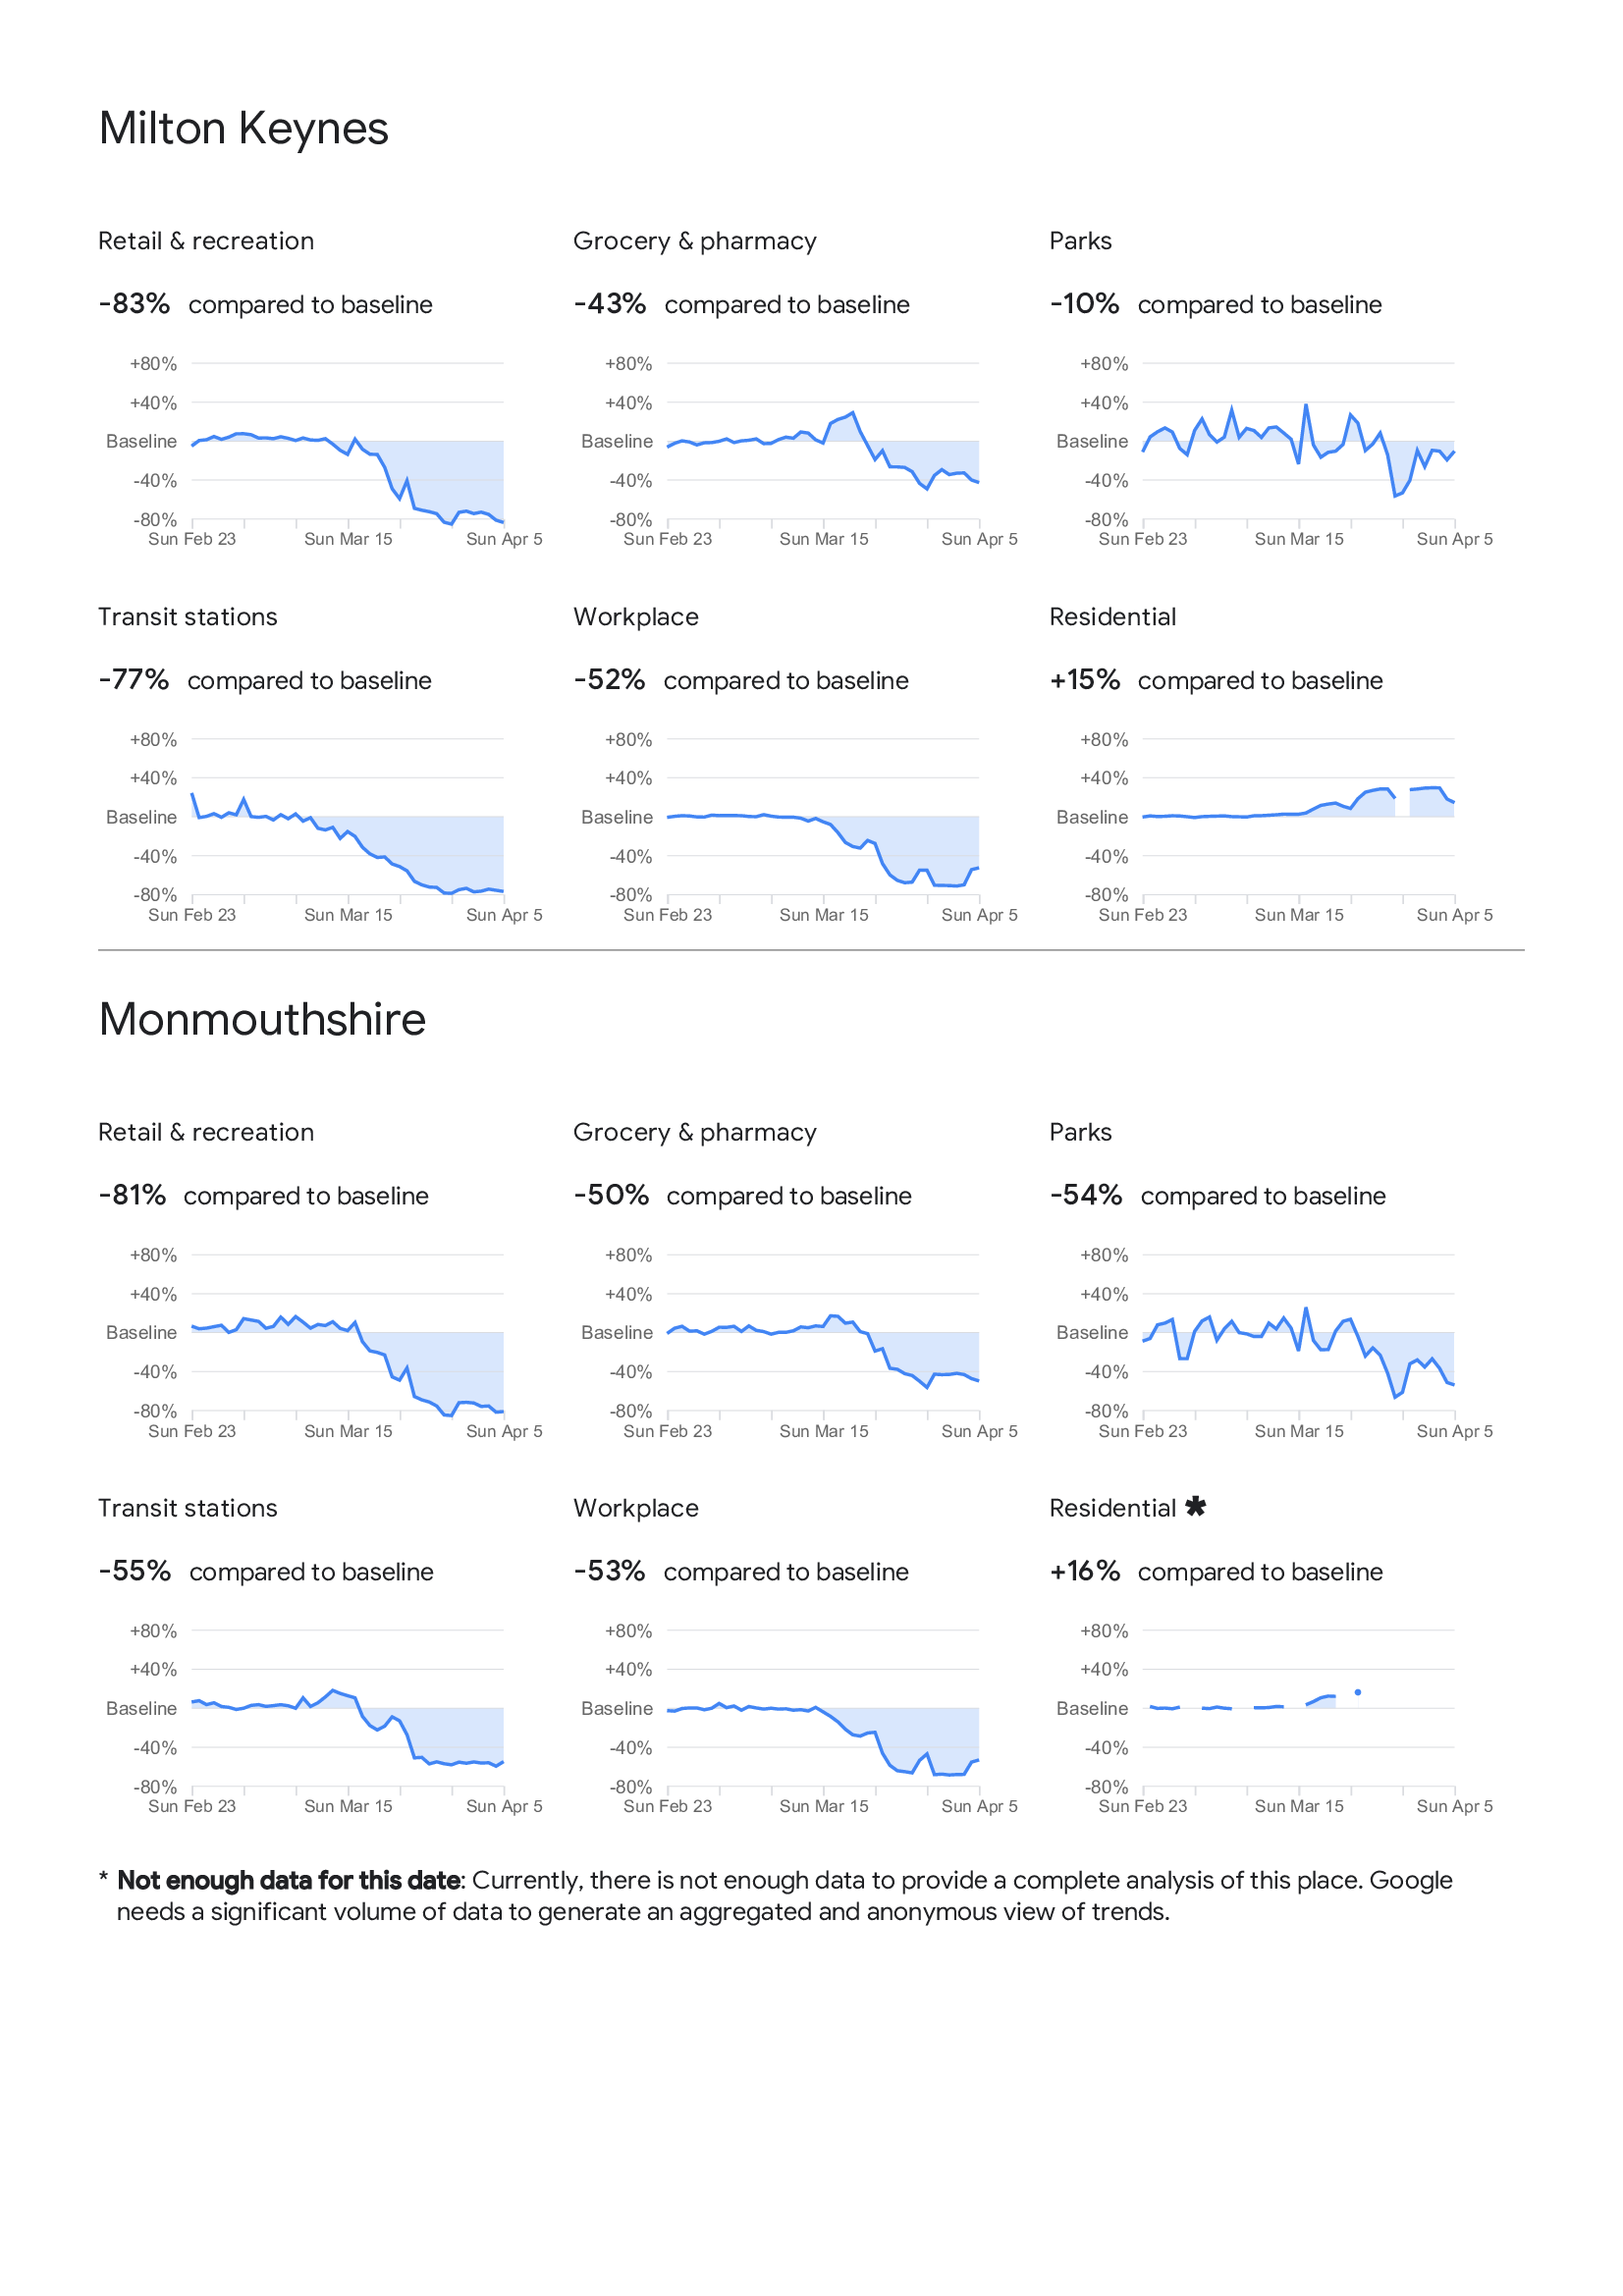 Milton Keynes
Retail & recreation
Grocery & pharmacy
Parks
-83% compared to baseline
-43% compared to baseline
-10% compared to baseline
+80%
+40%
Baseline
-40%
-80%
Sun Feb 23
Sun Mar 15
Sun Apr 5
+80%
+40%
Baseline
-40%
-80%
Sun Feb 23
Sun Mar 15
Sun Apr 5
+80%
+40%
Baseline
-40%
-80%
Sun Feb 23
Sun Mar 15
Sun Apr 5
Transit stations
Workplace
Residential
-77% compared to baseline
-52% compared to baseline
+15% compared to baseline
+80%
+40%
Baseline
-40%
-80%
Sun Feb 23
Sun Mar 15
Sun Apr 5
+80%
+40%
Baseline
-40%
-80%
Sun Feb 23
Sun Mar 15
Sun Apr 5
+80%
+40%
Baseline
-40%
-80%
Sun Feb 23
Sun Mar 15
Sun Apr 5
Monmouthshire
Retail & recreation
Grocery & pharmacy
Parks
-81% compared to baseline
-50% compared to baseline
-54% compared to baseline
+80%
+40%
Baseline
-40%
-80%
Sun Feb 23
Sun Mar 15
Sun Apr 5
+80%
+40%
Baseline
-40%
-80%
Sun Feb 23
Sun Mar 15
Sun Apr 5
+80%
+40%
Baseline
-40%
-80%
Sun Feb 23
Sun Mar 15
Sun Apr 5
Transit stations
Workplace
Residential *
-55% compared to baseline
-53% compared to baseline
+16% compared to baseline
+80%
+40%
Baseline
-40%
-80%
Sun Feb 23
Sun Mar 15
Sun Apr 5
+80%
+40%
Baseline
-40%
-80%
Sun Feb 23
Sun Mar 15
Sun Apr 5
+80%
+40%
Baseline
-40%
-80%
Sun Feb 23
Sun Mar 15
Sun Apr 5
* Not enough data for this date: Currently, there is not enough data to provide a complete analysis of this place. Google
needs a significant volume of data to generate an aggregated and anonymous view of trends.